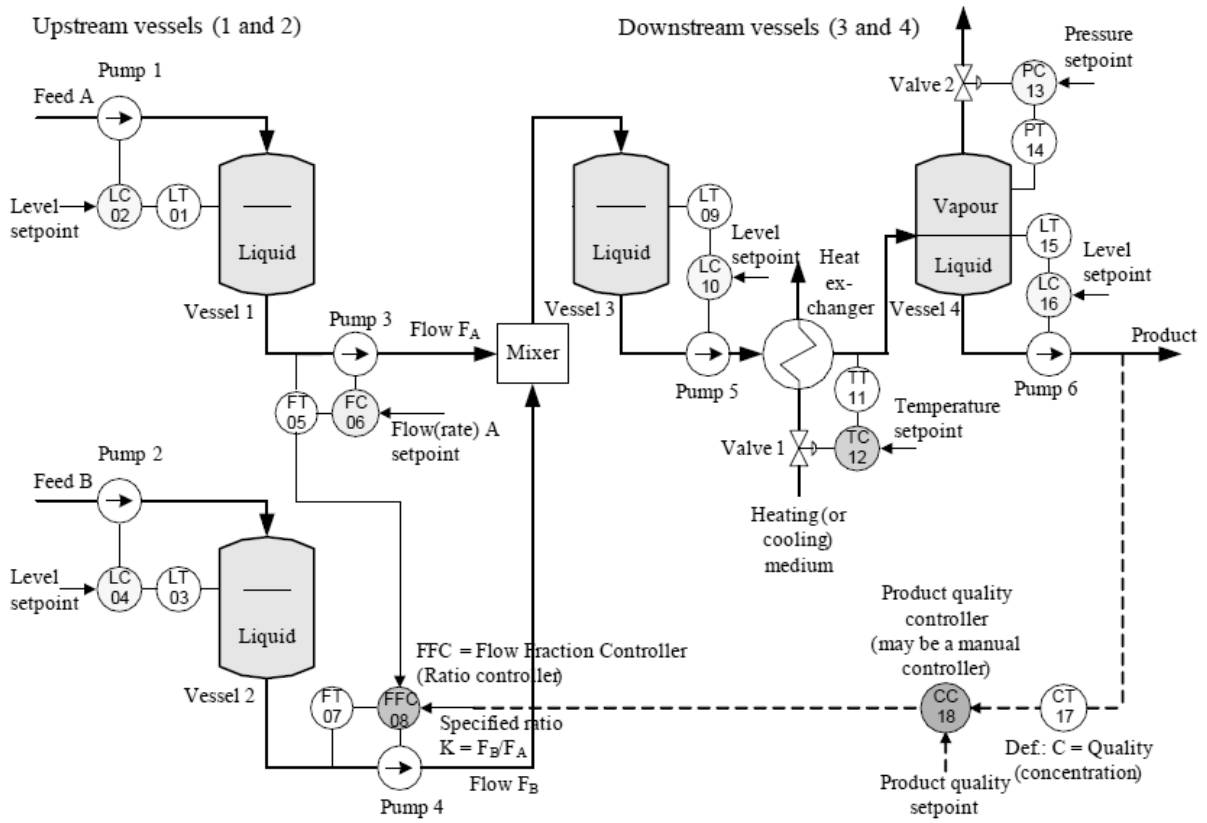 Upstream vessels (1 and 2)
Downstream vessels (3 and 4)
Pump 1
Feed A
LC
02
LT
01
Level
setpoint
Liquid
Vessel 1
Pump 3
Flow FA
FT
05
FC
06
Flow(rate) A
setpoint
Mixer
Pump 2
Feed B
LC
04
LT
03
Level
setpoint
Liquid
Vessel 2
FT
07
FFC
08
FFC = Flow Fraction Controller
(Ratio controller)
Specified ratio
K = FB/FA
Flow FB
Pump 4
Liquid
Vessel 3
LT
09
LC
10
Level
setpoint
Pump 5
Heat
ex-
changer
Valve 1
Heating (or
cooling)
medium
TT
11
TC
12
Temperature
setpoint
Valve 2
PC
13
PT
14
Pressure
setpoint
Vapour
Liquid
Vessel 4
LT
15
LC
16
Level
setpoint
Pump 6
Product
Product quality
controller
(may be a manual
controller)
CC
18
CT
17
Def.: C = Quality
(concentration)
Product quality
setpoint